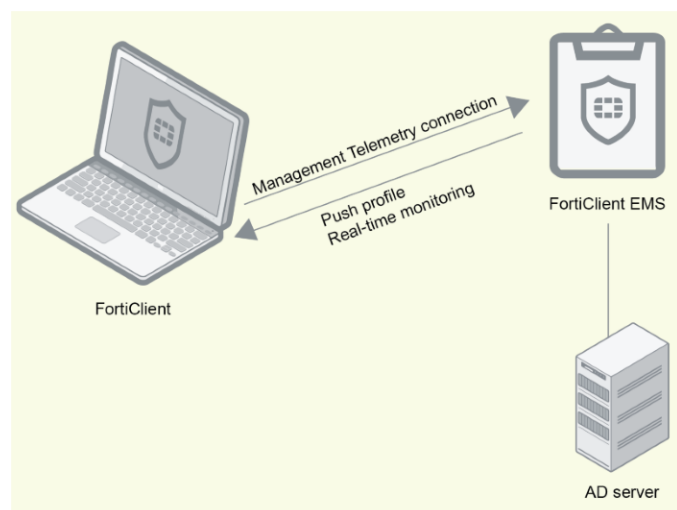 Management Telemetry connection
Push profile
Real-time monitoring
FortiClient EMS
FortiClient
AD server